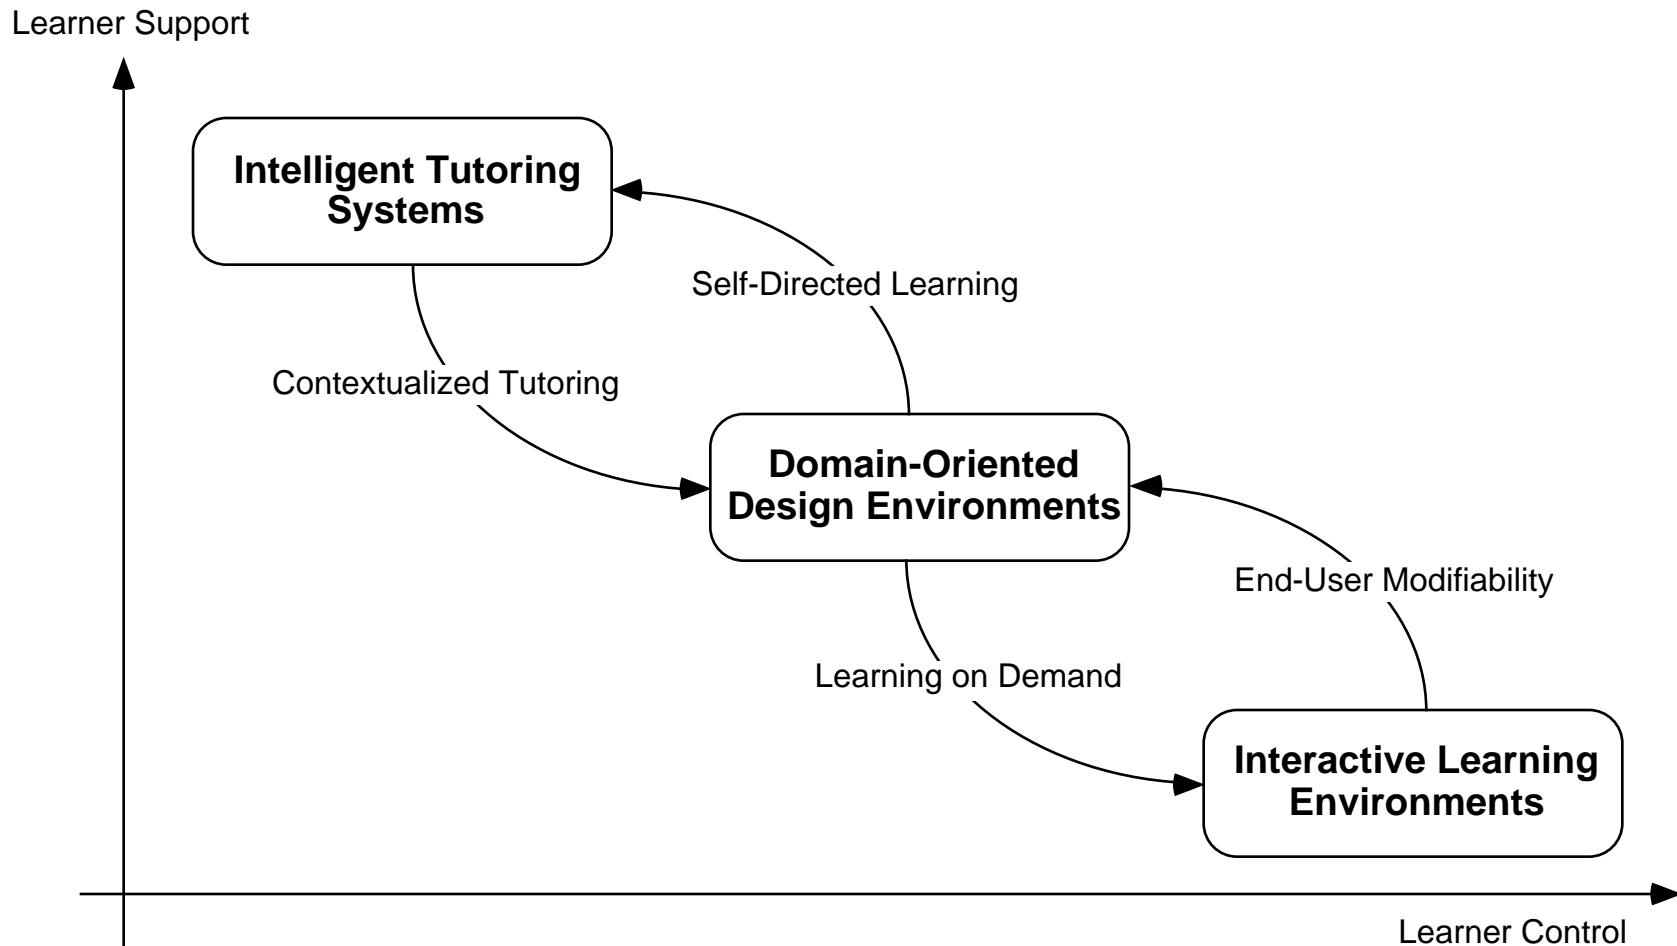 Learner Support
Intelligent Tutoring
Systems
Self-Directed Learning
Contextualized Tutoring
Domain-Oriented
Design Environments
End-User Modifiability
Learning on Demand
Interactive Learning
Environments
Learner Control